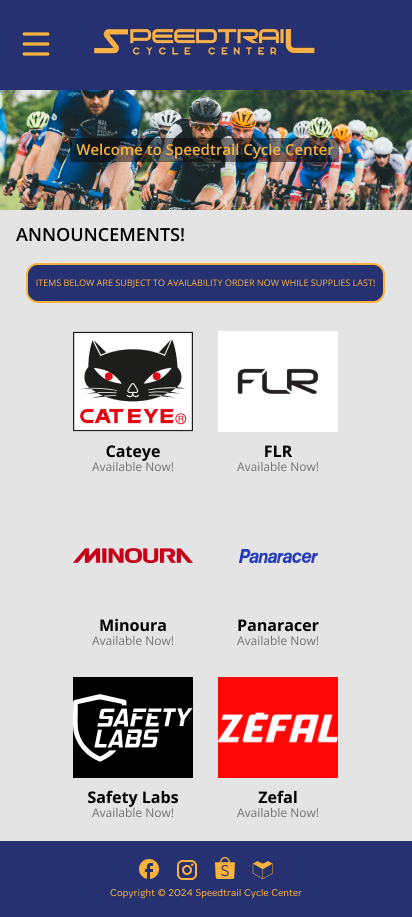 SPEEDTRAIL
CYCLE CENTER
Welcome to Speedtrail Cycle Center
ANNOUNCEMENTS!
ITEMS BELOW ARE SUBJECT TO AVAILABILITY ORDER NOW WHILE SUPPLIES LAST!
CATEYE®
FLR
Cateye
FLR
Available Now!
Available Now!
MINOURA
Panaracer
Minoura
Panaracer
Available Now!
Available Now!
SAFETY
LABS
ZÉFAL
Safety Labs
Zefal
Available Now!
Available Now!
S
Copyright © 2024 Speedtrail Cycle Center